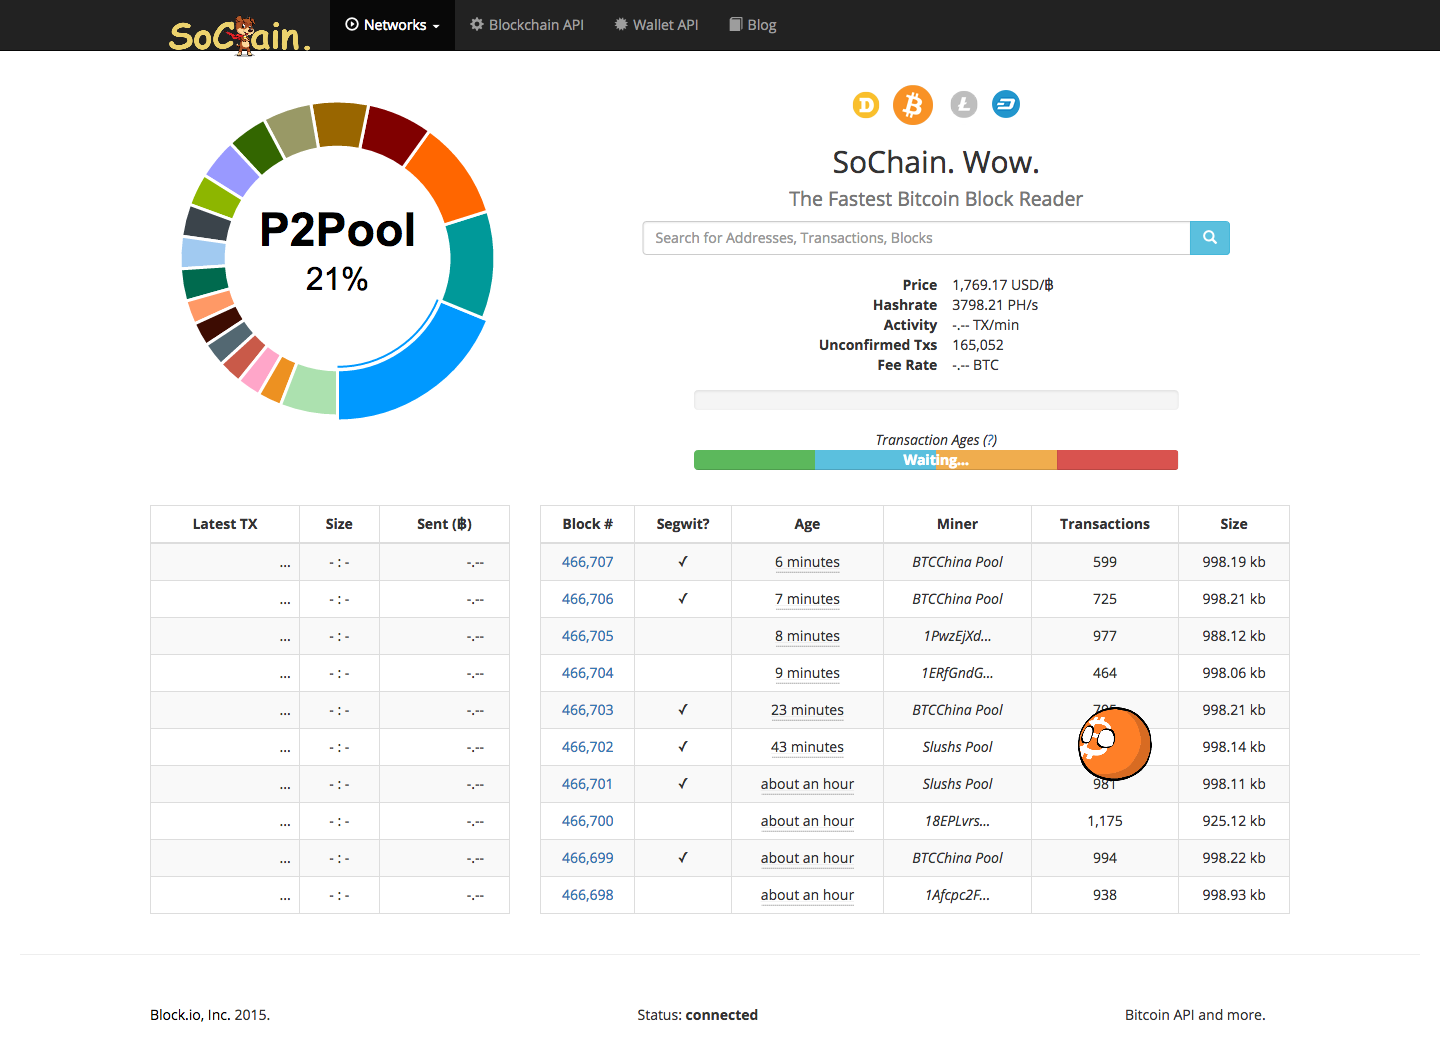 SoChain.
Networks
Blockchain API
Wallet API
Blog
P2Pool
21%
SoChain. Wow.
The Fastest Bitcoin Block Reader
Search for Addresses, Transactions, Blocks
Price 1,769.17 USD/฿
Hashrate 3798.21 PH/s
Activity -.-- TX/min
Unconfirmed Txs 165,052
Fee Rate -.-- BTC
Transaction Ages (?)
Waiting...
Latest TX Size Sent (฿)
... - : - -.--
... - : - -.--
... - : - -.--
... - : - -.--
... - : - -.--
... - : - -.--
... - : - -.--
... - : - -.--
... - : - -.--
... - : - -.--
Block # Segwit? Age Miner Transactions Size
466,707 ✓ 6 minutes BTCChina Pool 599 998.19 kb
466,706 ✓ 7 minutes BTCChina Pool 725 998.21 kb
466,705 8 minutes 1PwzEjXd... 977 988.12 kb
466,704 9 minutes 1ERfGndG... 464 998.06 kb
466,703 ✓ 23 minutes BTCChina Pool 998.21 kb
466,702 ✓ 43 minutes Slushs Pool 998.14 kb
466,701 ✓ about an hour Slushs Pool 981 998.11 kb
466,700 about an hour 18EPLvrs... 1,175 925.12 kb
466,699 ✓ about an hour BTCChina Pool 994 998.22 kb
466,698 about an hour 1Afcpc2F... 938 998.93 kb
Block.io, Inc. 2015.
Status: connected
Bitcoin API and more.